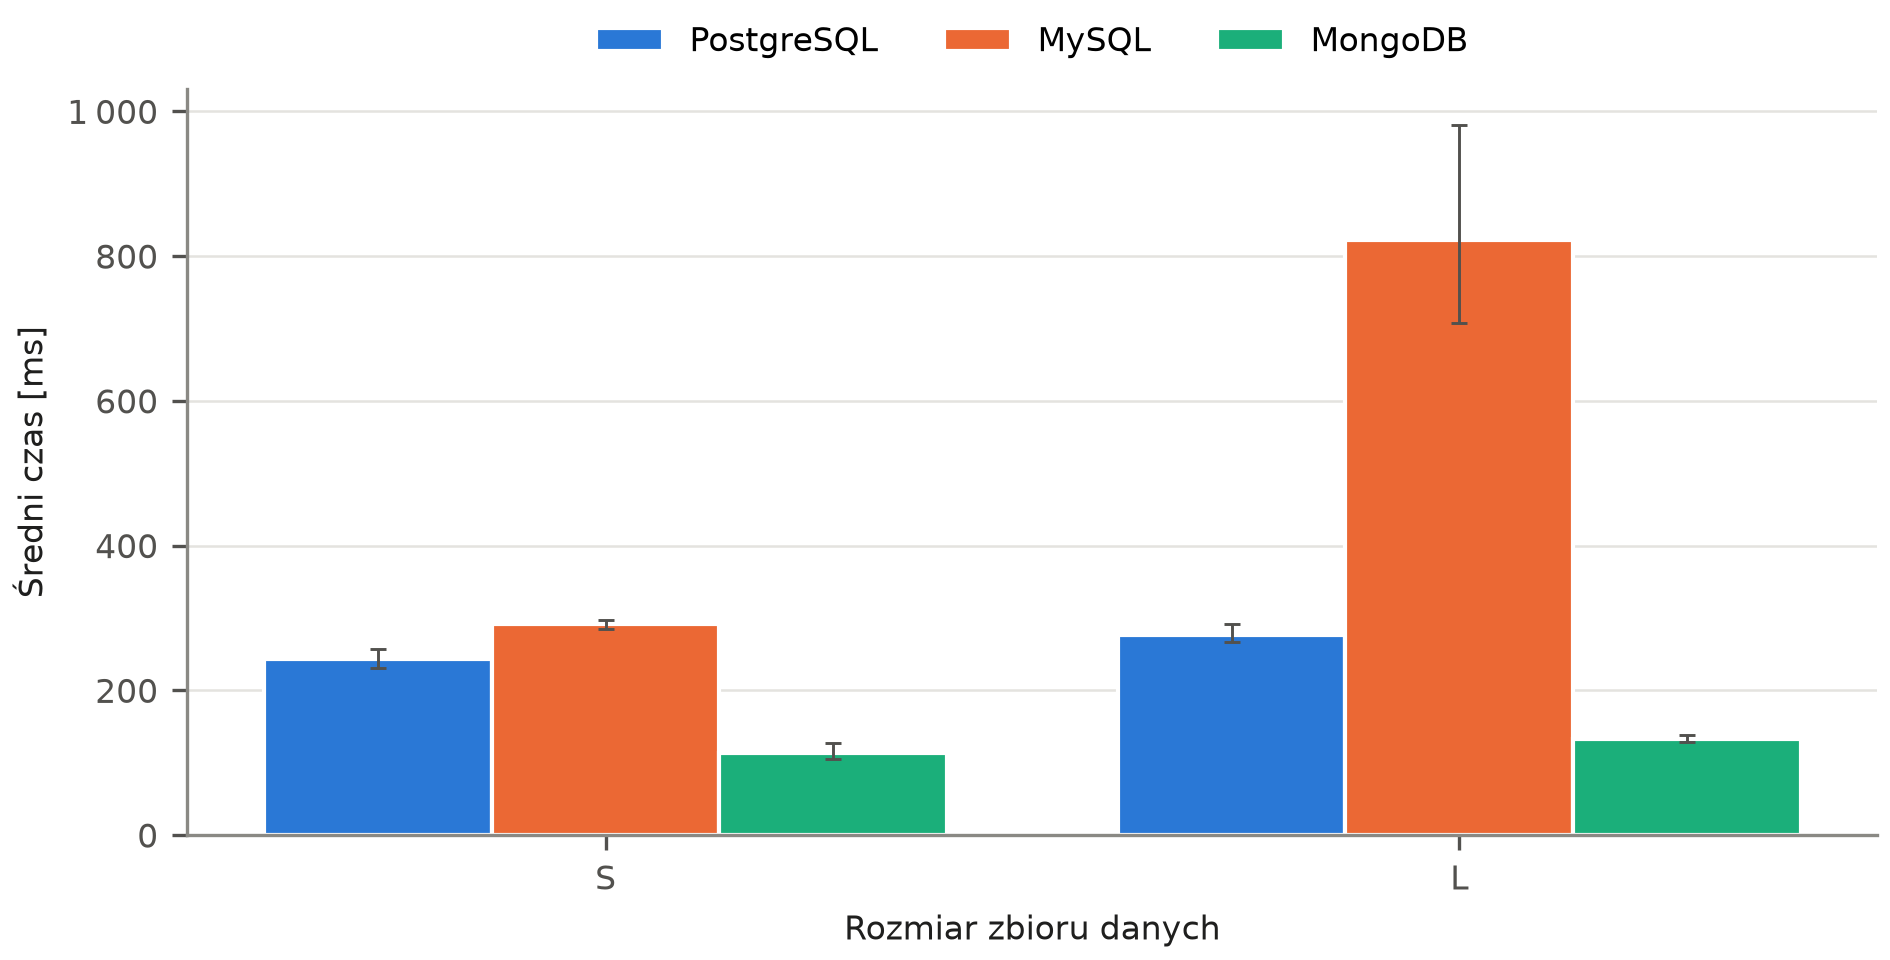 PostgreSQL MySQL MongoDB
1 000
800
600
400
200
0
Średni czas [ms]
S L
Rozmiar zbioru danych